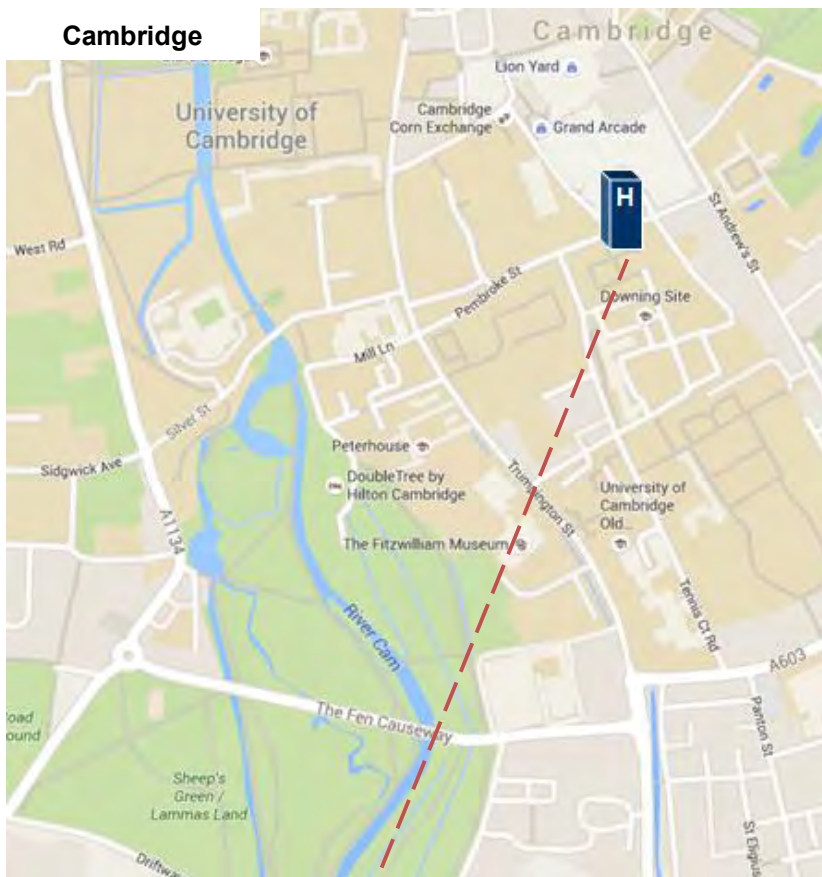 Cambridge
Cambridge
Lion Yard
University of
Cambridge
Cambridge
Corn Exchange
Grand Arcade
H
St Andrew's St
West Rd
Pembroke St
Downing Site
Mill Ln
Silver St
Peterhouse
Sidgwick Ave
DoubleTree by
Hilton Cambridge
Trumpington St
University of
Cambridge
Old...
A1134
The Fitzwilliam Museum
River Cam
Tennis Ct Rd
A603
The Fen Causeway
Panton St
Sheep's
Green /
Lammas Land
St Eligius
Driftway